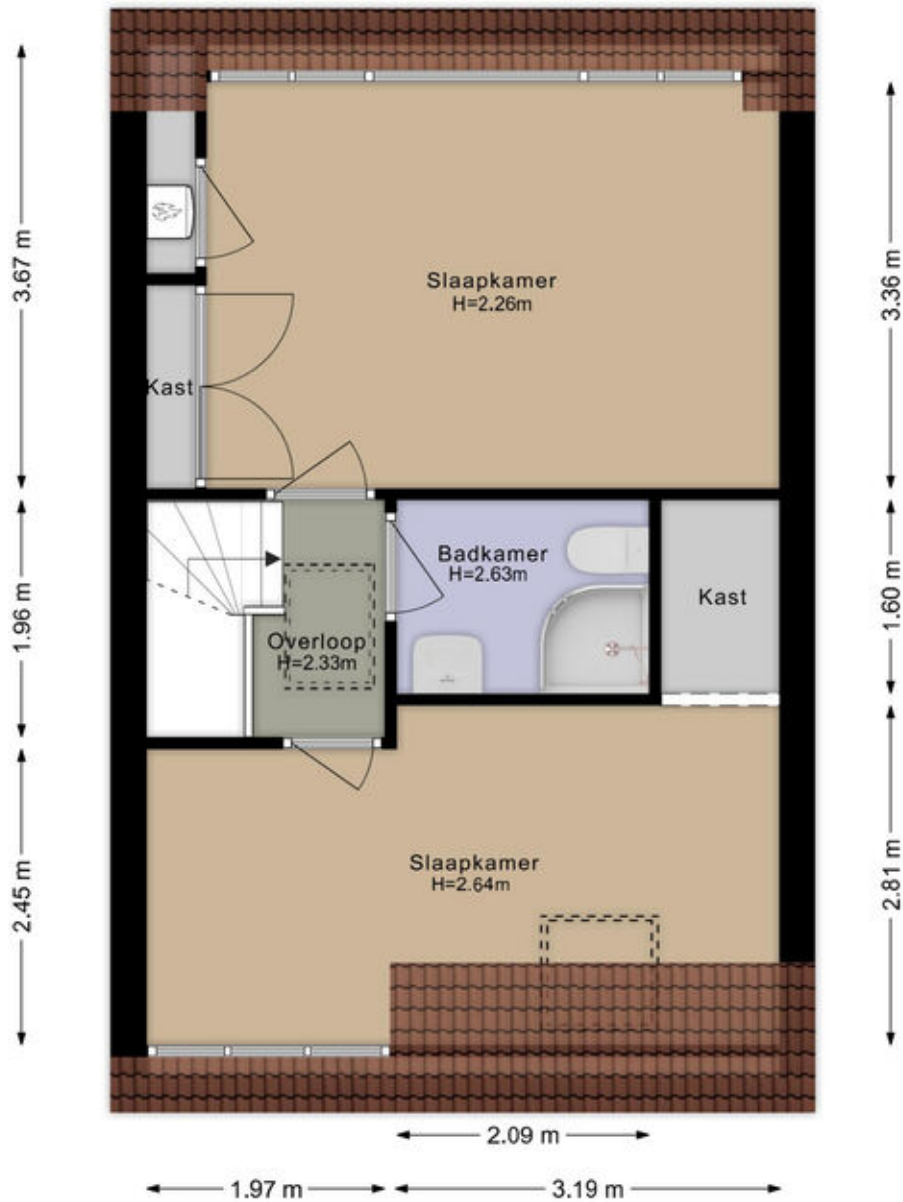 Slaapkamer
H=2.26m
3.67 m
3.36 m
Kast
Badkamer
H=2.63m
Kast
1.96 m
1.60 m
Overloop
H=2.33m
Slaapkamer
H=2.64m
2.45 m
2.81 m
2.09 m
1.97 m
3.19 m